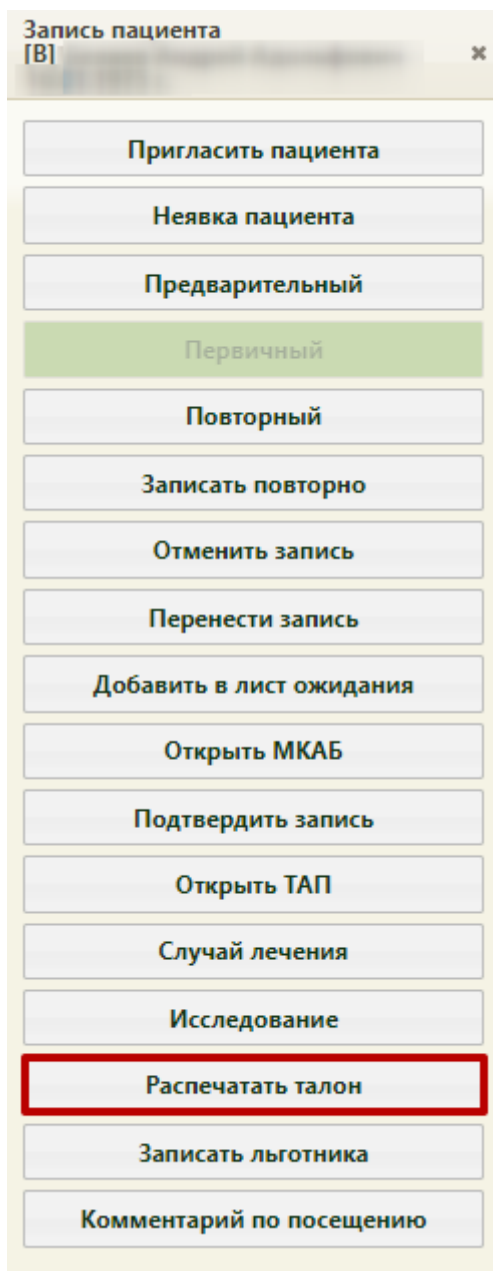 Запись пациента
[В]
Пригласить пациента
Неявка пациента
Предварительный
Первичный
Повторный
Записать повторно
Отменить запись
Перенести запись
Добавить в лист ожидания
Открыть МКАБ
Подтвердить запись
Открыть ТАП
Случай лечения
Исследование
Распечатать талон
Записать льготника
Комментарий по посещению